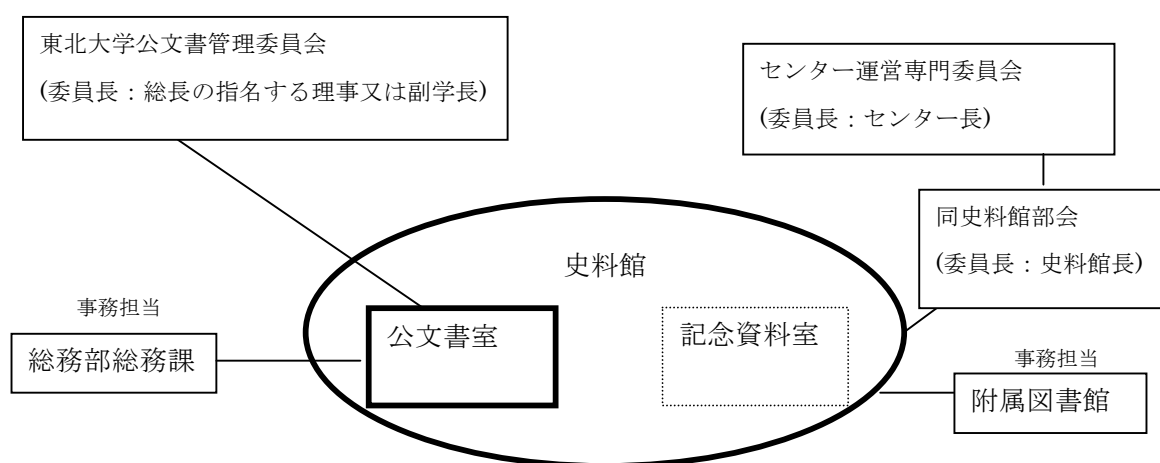 東北大学公文書管理委員会
(委員長：総長の指名する理事又は副学長)
センター運営専門委員会
(委員長：センター長)
同史料館部会
(委員長：史料館長)
史料館
事務担当
総務部総務課
公文書室
記念資料室
事務担当
附属図書館